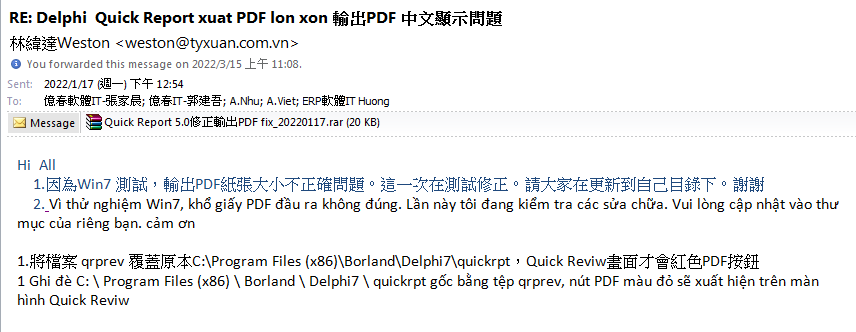 RE: Delphi  Quick Report xuat PDF lon xon 輸出PDF 中文顯示問題
林緯達Weston <weston@tyxuan.com.vn>
You forwarded this message on 2022/3/15 上午 11:08.
Sent: 2022/1/17 (週一) 下午 12:54
To: 億春軟體IT-張家晨; 億春IT-郭建吾; A.Nhu; A.Viet; ERP軟體IT Huong
Message Quick Report 5.0修正輸出PDF fix_20220117.rar (20 KB)
Hi  All
1.因為Win7 測試，輸出PDF紙張大小不正確問題。這一次在測試修正。請大家在更新到自己目錄下。謝謝
2. Vì thử nghiệm Win7, khổ giấy PDF đầu ra không đúng. Lần này tôi đang kiểm tra các sửa chữa. Vui lòng cập nhật vào thư
mục của riêng bạn. cảm ơn
1.將檔案 qrprev 覆蓋原本C:\Program Files (x86)\Borland\Delphi7\quickrpt，Quick Reviw畫面才會紅色PDF按鈕
1 Ghi đè C: \ Program Files (x86) \ Borland \ Delphi7 \ quickrpt gốc bằng tệp qrprev, nút PDF màu đỏ sẽ xuất hiện trên màn
hình Quick Reviw